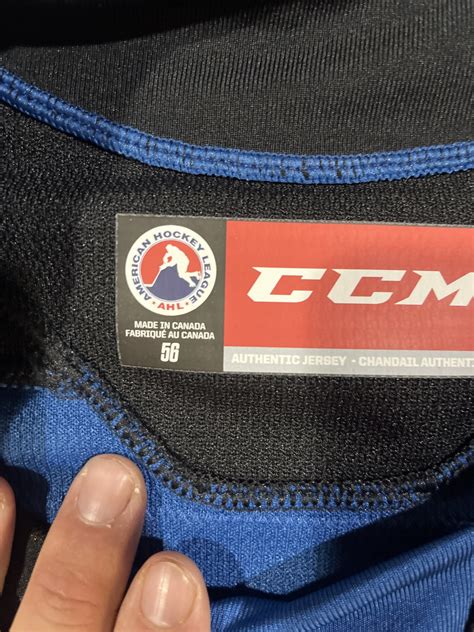 AMERICAN HOCKEY LEAGUE
· AHL ·
MADE IN CANADA
FABRIQUÉ AU CANADA
56
CCM
AUTHENTIC JERSEY - CHANDAIL AUTHENT